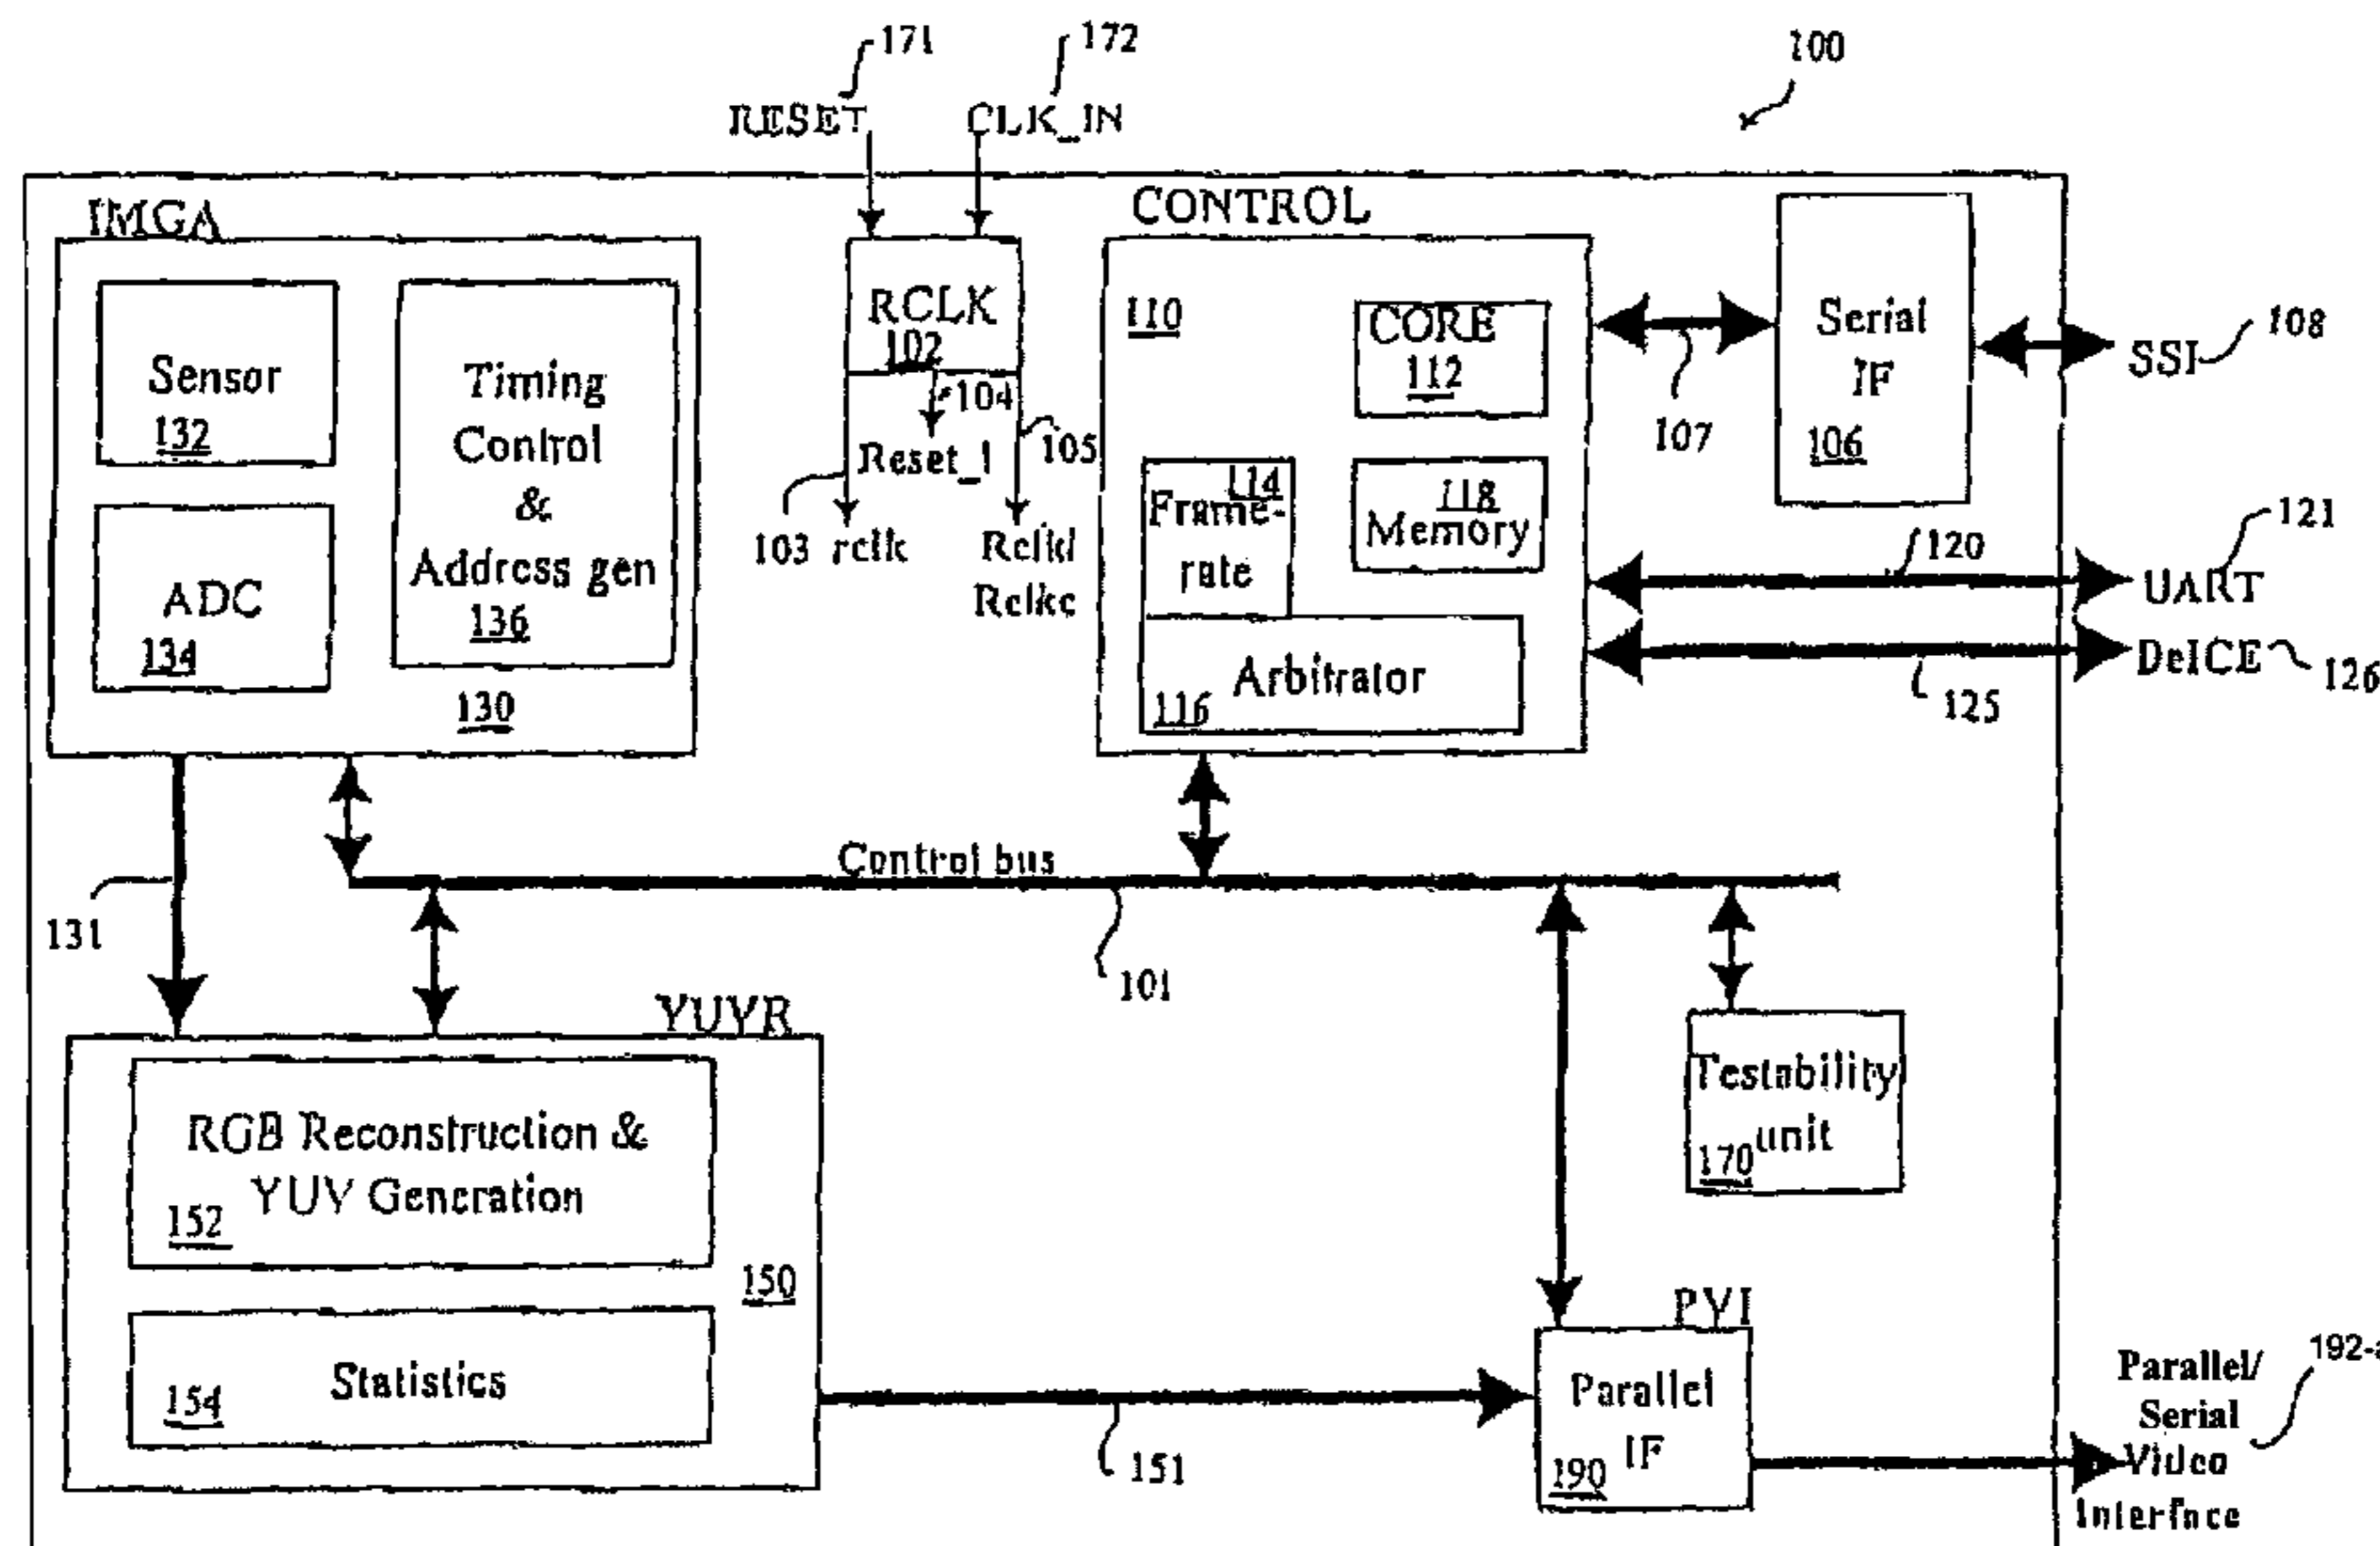 171
172
100
RESET
CLK_IN
IMGA
CONTROL
Sensor
132
Timing
Control
&
Address gen
136
ADC
134
130
RCLK
102
104
Reset_1
105
103 rclk
Rclkc
110
CORE
112
114
Frame-
rate
118
Memory
Arbitrator
116
107
Serial
IF
106
SSI
108
120
121
UART
DeICE
126
125
Control bus
101
131
YUYR
RGB Reconstruction &
YUV Generation
152
150
Statistics
154
151
Testability
unit
170
PVI
Parallel
IF
190
Parallel/
Serial
Video
Interface